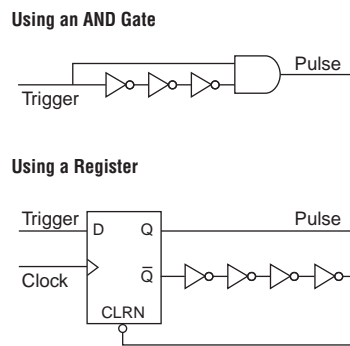 Using an AND Gate
Pulse
Trigger
Using a Register
Trigger
Pulse
D Q
Clock
Q̅
CLRN